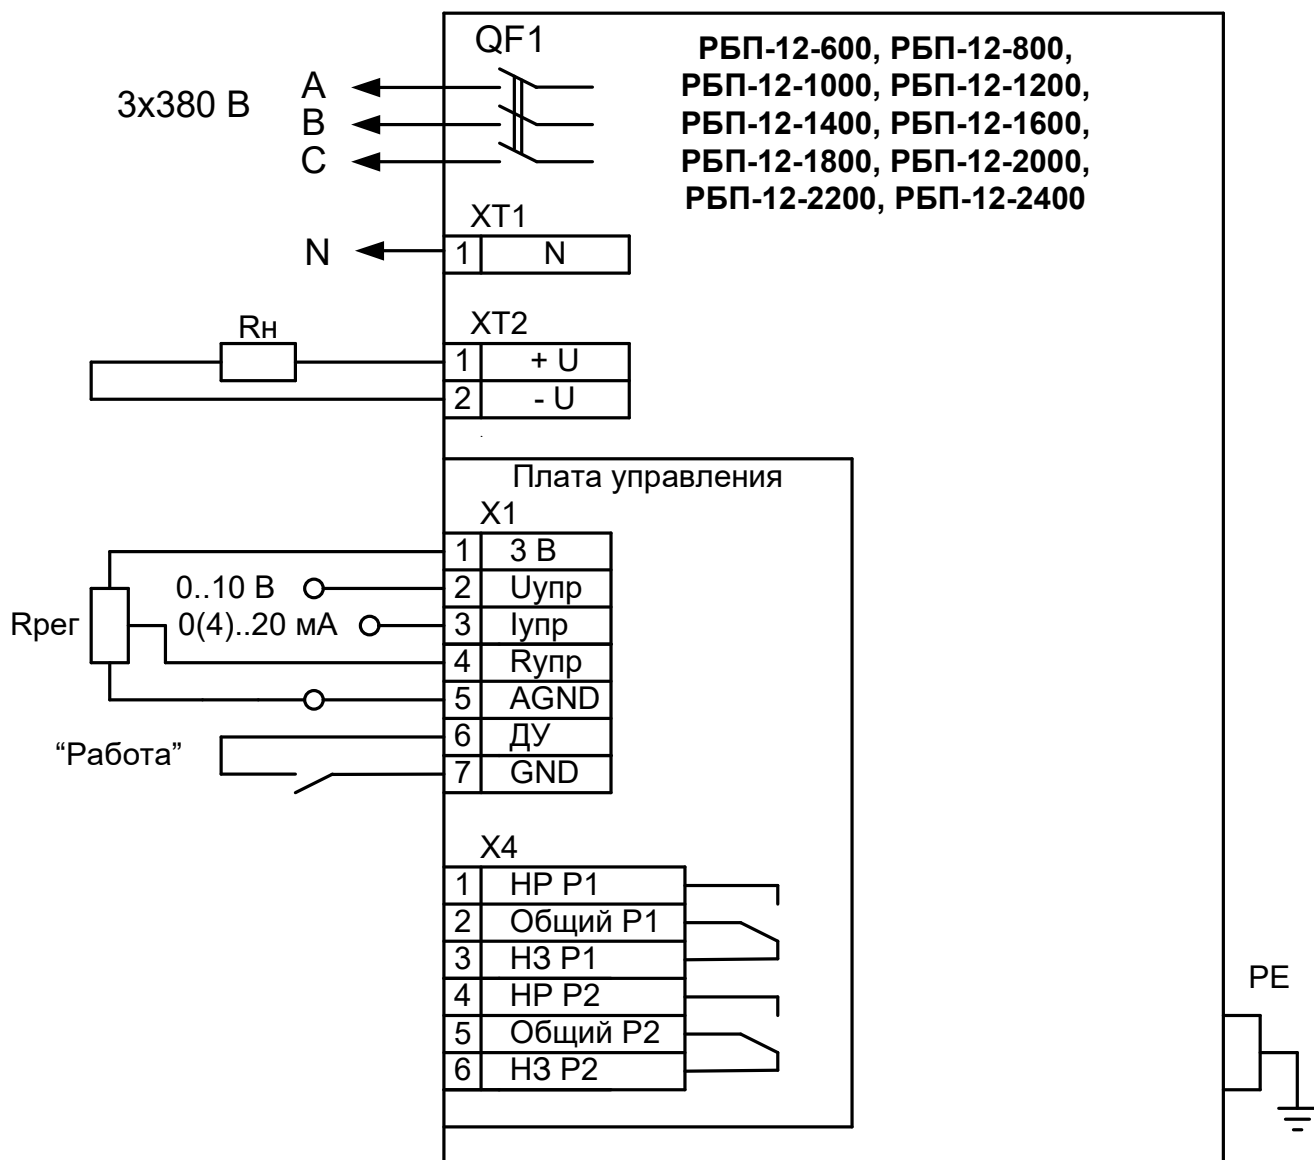 QF1
РБП-12-600, РБП-12-800,
РБП-12-1000, РБП-12-1200,
РБП-12-1400, РБП-12-1600,
РБП-12-1800, РБП-12-2000,
РБП-12-2200, РБП-12-2400
3x380 В
A
B
C
XT1
N
1 N
XT2
Rн
1 + U
2 - U
Плата управления
X1
1 3 В
0..10 В 2 Uупр
Rрег 0(4)..20 мА 3 Iупр
4 Rупр
5 AGND
“Работа” 6 ДУ
7 GND
X4
1 НР Р1
2 Общий Р1
3 НЗ Р1
4 НР Р2
5 Общий Р2
6 НЗ Р2
PE